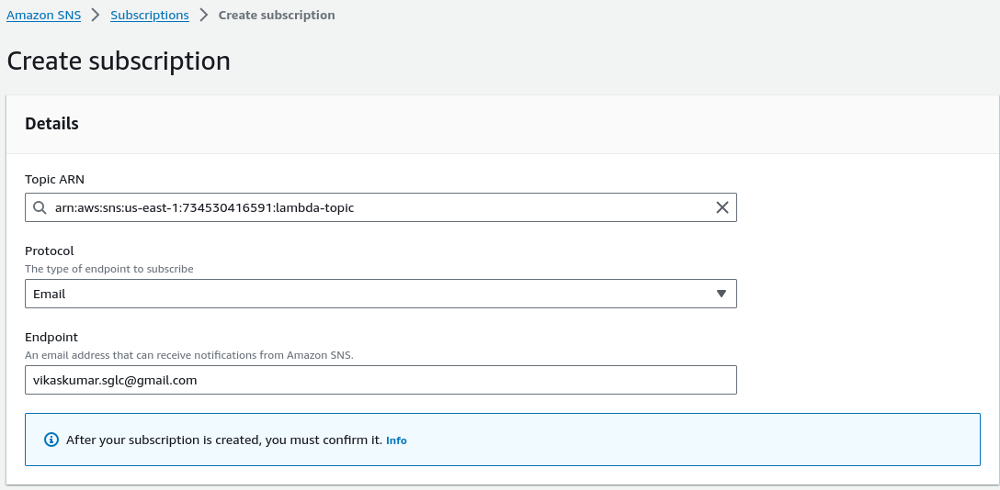 Amazon SNS > Subscriptions > Create subscription
Create subscription
Details
Topic ARN
arn:aws:sns:us-east-1:734530416591:lambda-topic
Protocol
The type of endpoint to subscribe
Email
Endpoint
An email address that can receive notifications from Amazon SNS.
vikaskumar.sglc@gmail.com
After your subscription is created, you must confirm it. Info